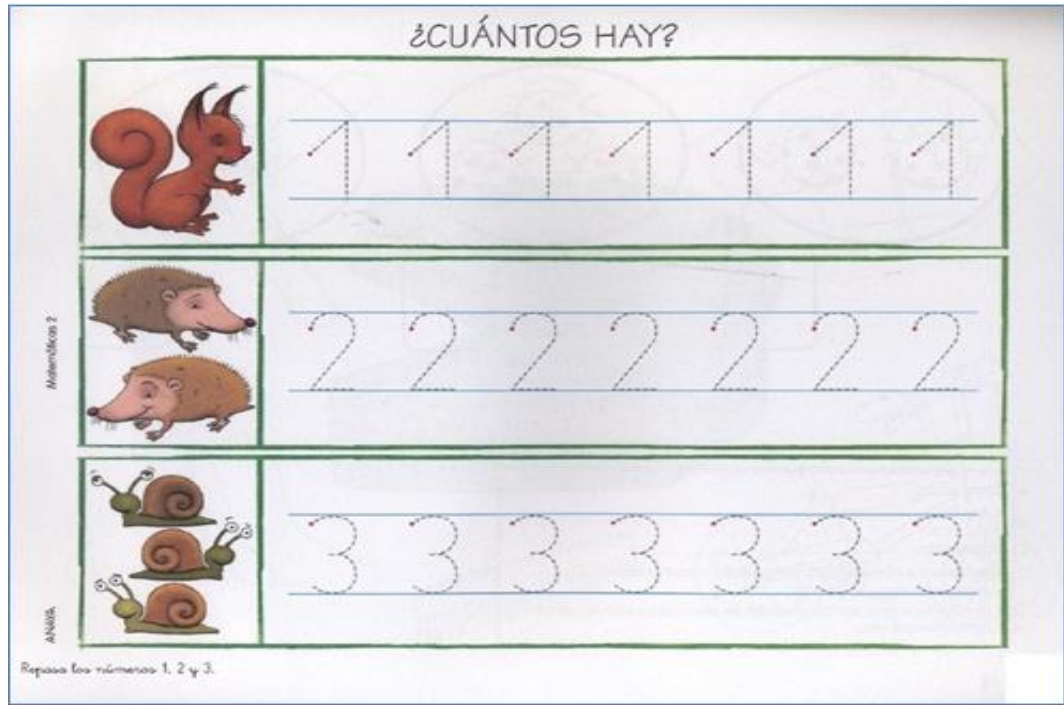 ¿CUÁNTOS HAY?
1 1 1 1 1 1 1
2 2 2 2 2 2 2
3 3 3 3 3 3 3
Matemáticas 2
ANAYA
Repasa los números 1, 2 y 3.